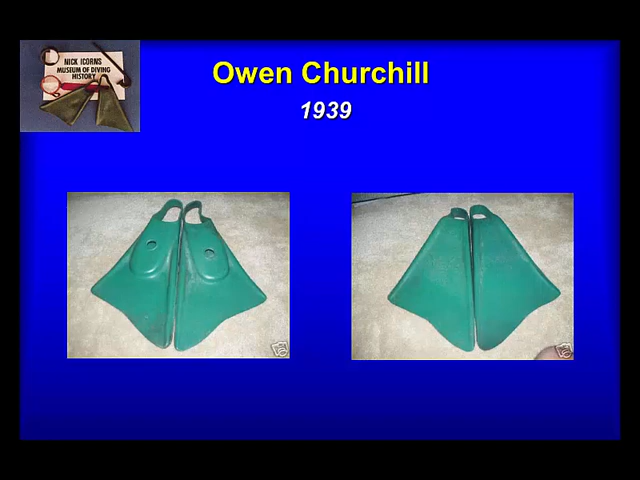 NICK ICORNS
MUSEUM OF DIVING
HISTORY
Owen Churchill
1939